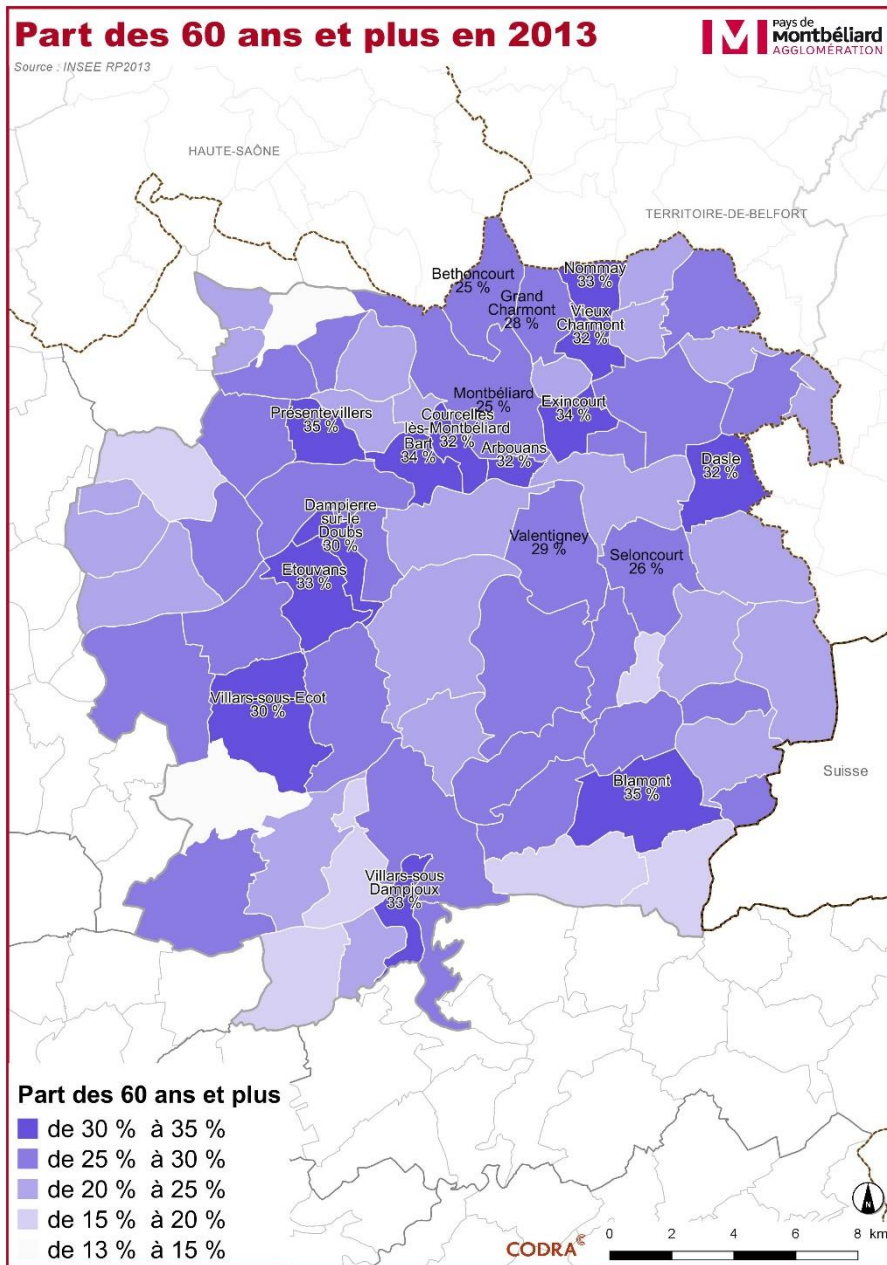 Part des 60 ans et plus en 2013
Source : INSEE RP2013
Pays de
Montbéliard
AGGLOMÉRATION
HAUTE-SAÔNE
TERRITOIRE-DE-BELFORT
Bethoncourt
25 %
Nommay
33 %
Grand
Charmont
28 %
Vieux
Charmont
32 %
Montbéliard
25 %
Exincourt
34 %
Présentevillers
35 %
Courcelles
lès-Montbéliard
32 %
Bart
34 %
Arbouans
32 %
Dasle
32 %
Dampierre
sur-le
Doubs
30 %
Valentigney
29 %
Seloncourt
26 %
Etouvans
33 %
Villars-sous-Ecot
30 %
Suisse
Blamont
35 %
Villars-sous
Dampjoux
33 %
Part des 60 ans et plus
de 30 % à 35 %
de 25 % à 30 %
de 20 % à 25 %
de 15 % à 20 %
de 13 % à 15 %
N
CODRA
0 2 4 6 8 km